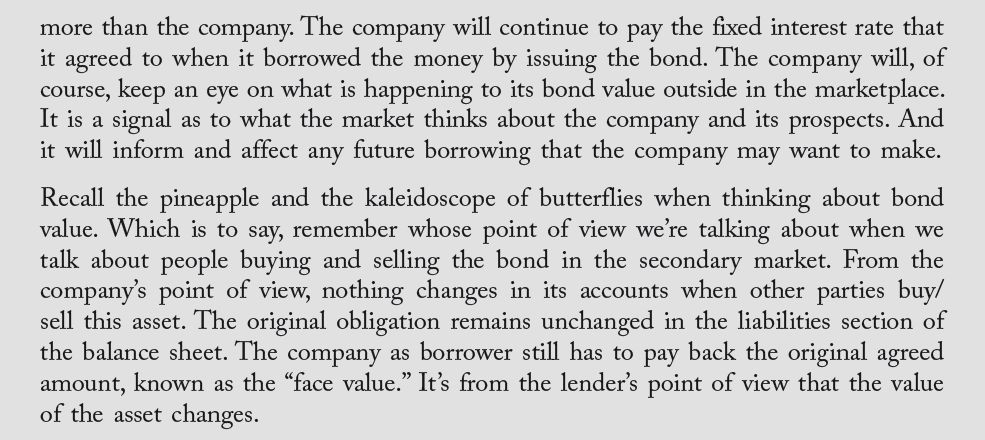 more than the company. The company will continue to pay the fixed interest rate that
it agreed to when it borrowed the money by issuing the bond. The company will, of
course, keep an eye on what is happening to its bond value outside in the marketplace.
It is a signal as to what the market thinks about the company and its prospects. And
it will inform and affect any future borrowing that the company may want to make.
Recall the pineapple and the kaleidoscope of butterflies when thinking about bond
value. Which is to say, remember whose point of view we’re talking about when we
talk about people buying and selling the bond in the secondary market. From the
company’s point of view, nothing changes in its accounts when other parties buy/
sell this asset. The original obligation remains unchanged in the liabilities section of
the balance sheet. The company as borrower still has to pay back the original agreed
amount, known as the “face value.” It’s from the lender’s point of view that the value
of the asset changes.